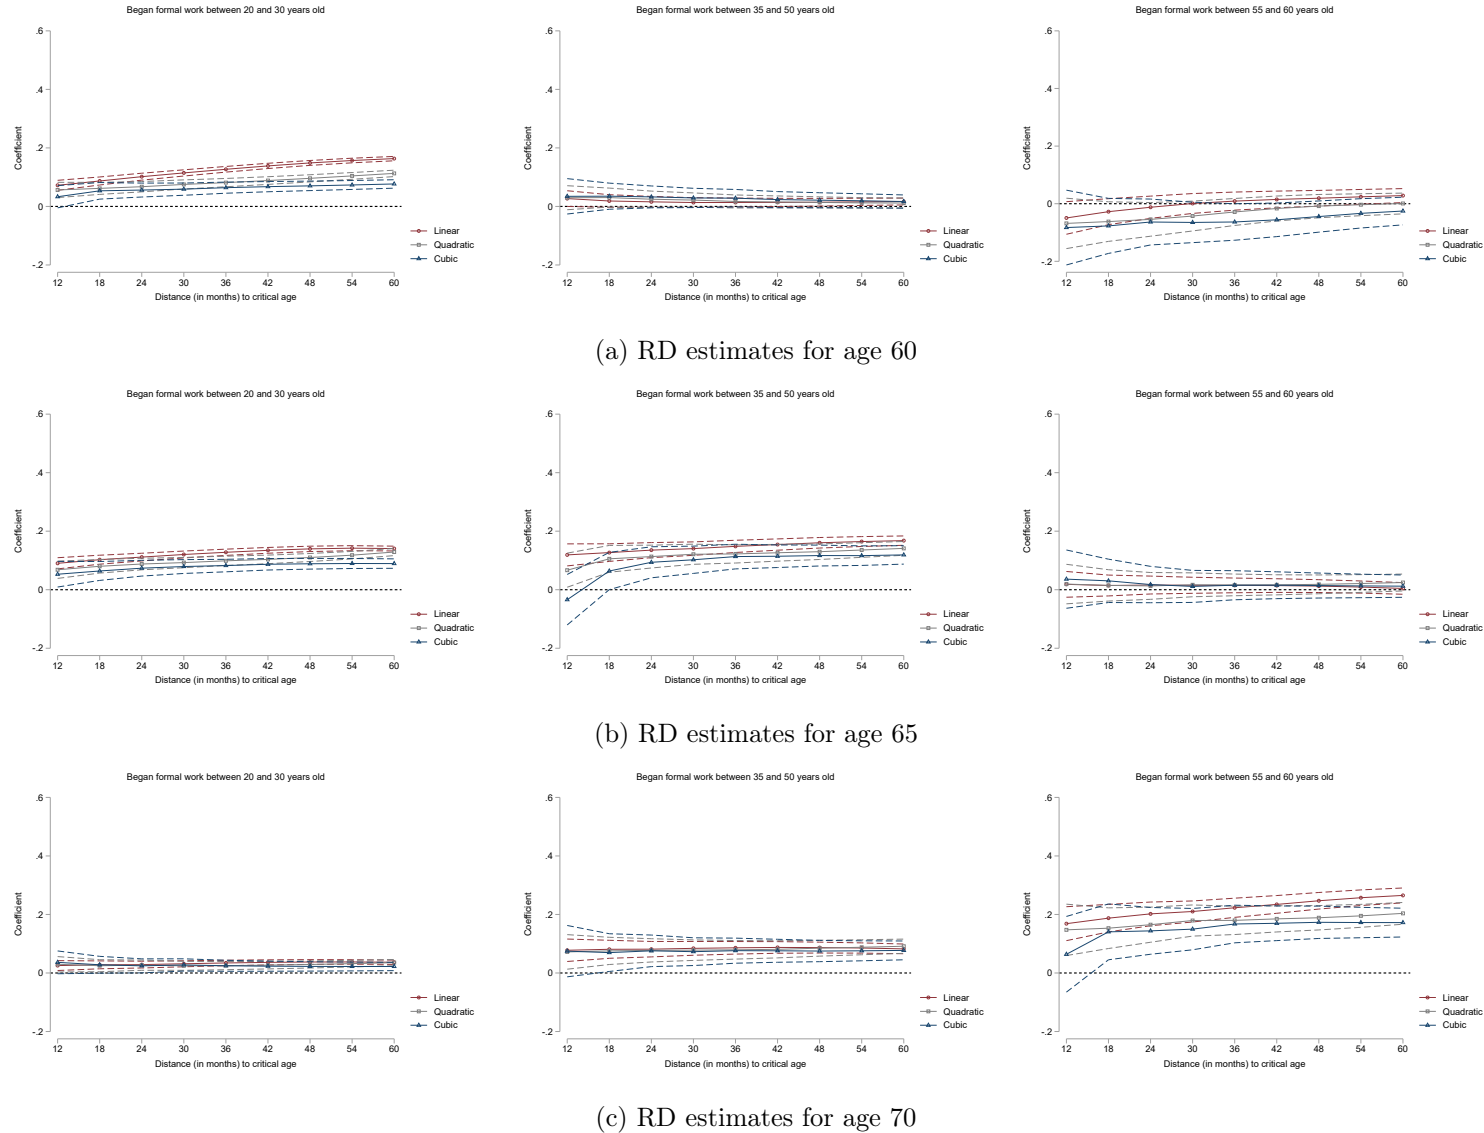 Began formal work between 20 and 30 years old
.6
.4
.2
0
-.2
Coefficient
12 18 24 30 36 42 48 54 60
Distance (in months) to critical age
Linear
Quadratic
Cubic
Began formal work between 35 and 50 years old
.6
.4
.2
0
-.2
Coefficient
12 18 24 30 36 42 48 54 60
Distance (in months) to critical age
Linear
Quadratic
Cubic
Began formal work between 55 and 60 years old
.6
.4
.2
0
-.2
Coefficient
12 18 24 30 36 42 48 54 60
Distance (in months) to critical age
Linear
Quadratic
Cubic
(a) RD estimates for age 60
Began formal work between 20 and 30 years old
.6
.4
.2
0
-.2
Coefficient
12 18 24 30 36 42 48 54 60
Distance (in months) to critical age
Linear
Quadratic
Cubic
Began formal work between 35 and 50 years old
.6
.4
.2
0
-.2
Coefficient
12 18 24 30 36 42 48 54 60
Distance (in months) to critical age
Linear
Quadratic
Cubic
Began formal work between 55 and 60 years old
.6
.4
.2
0
-.2
Coefficient
12 18 24 30 36 42 48 54 60
Distance (in months) to critical age
Linear
Quadratic
Cubic
(b) RD estimates for age 65
Began formal work between 20 and 30 years old
.6
.4
.2
0
-.2
Coefficient
12 18 24 30 36 42 48 54 60
Distance (in months) to critical age
Linear
Quadratic
Cubic
Began formal work between 35 and 50 years old
.6
.4
.2
0
-.2
Coefficient
12 18 24 30 36 42 48 54 60
Distance (in months) to critical age
Linear
Quadratic
Cubic
Began formal work between 55 and 60 years old
.6
.4
.2
0
-.2
Coefficient
12 18 24 30 36 42 48 54 60
Distance (in months) to critical age
Linear
Quadratic
Cubic
(c) RD estimates for age 70